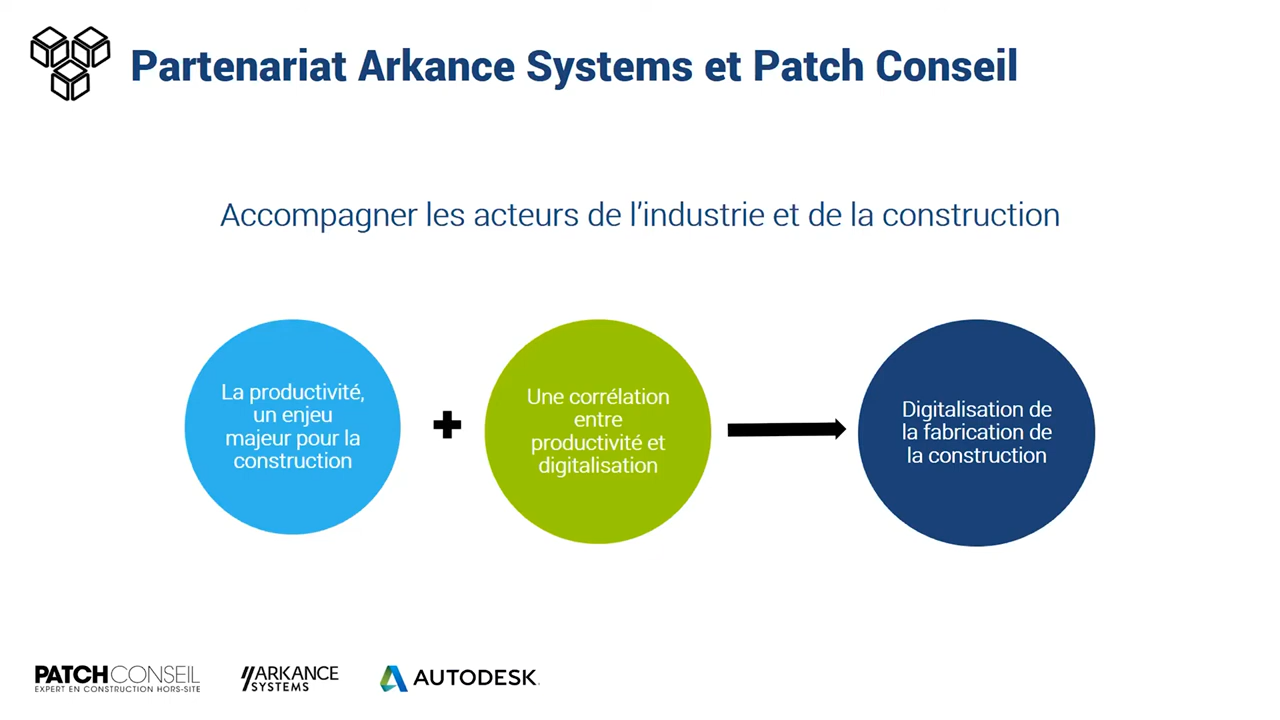 Partenariat Arkance Systems et Patch Conseil
Accompagner les acteurs de l’industrie et de la construction
La productivité,
un enjeu
majeur pour la
construction
Une corrélation
entre
productivité et
digitalisation
Digitalisation de
la fabrication de
la construction
PATCHCONSEIL
EXPERT EN CONSTRUCTION HORS-SITE
ARKANCE
SYSTEMS
AUTODESK